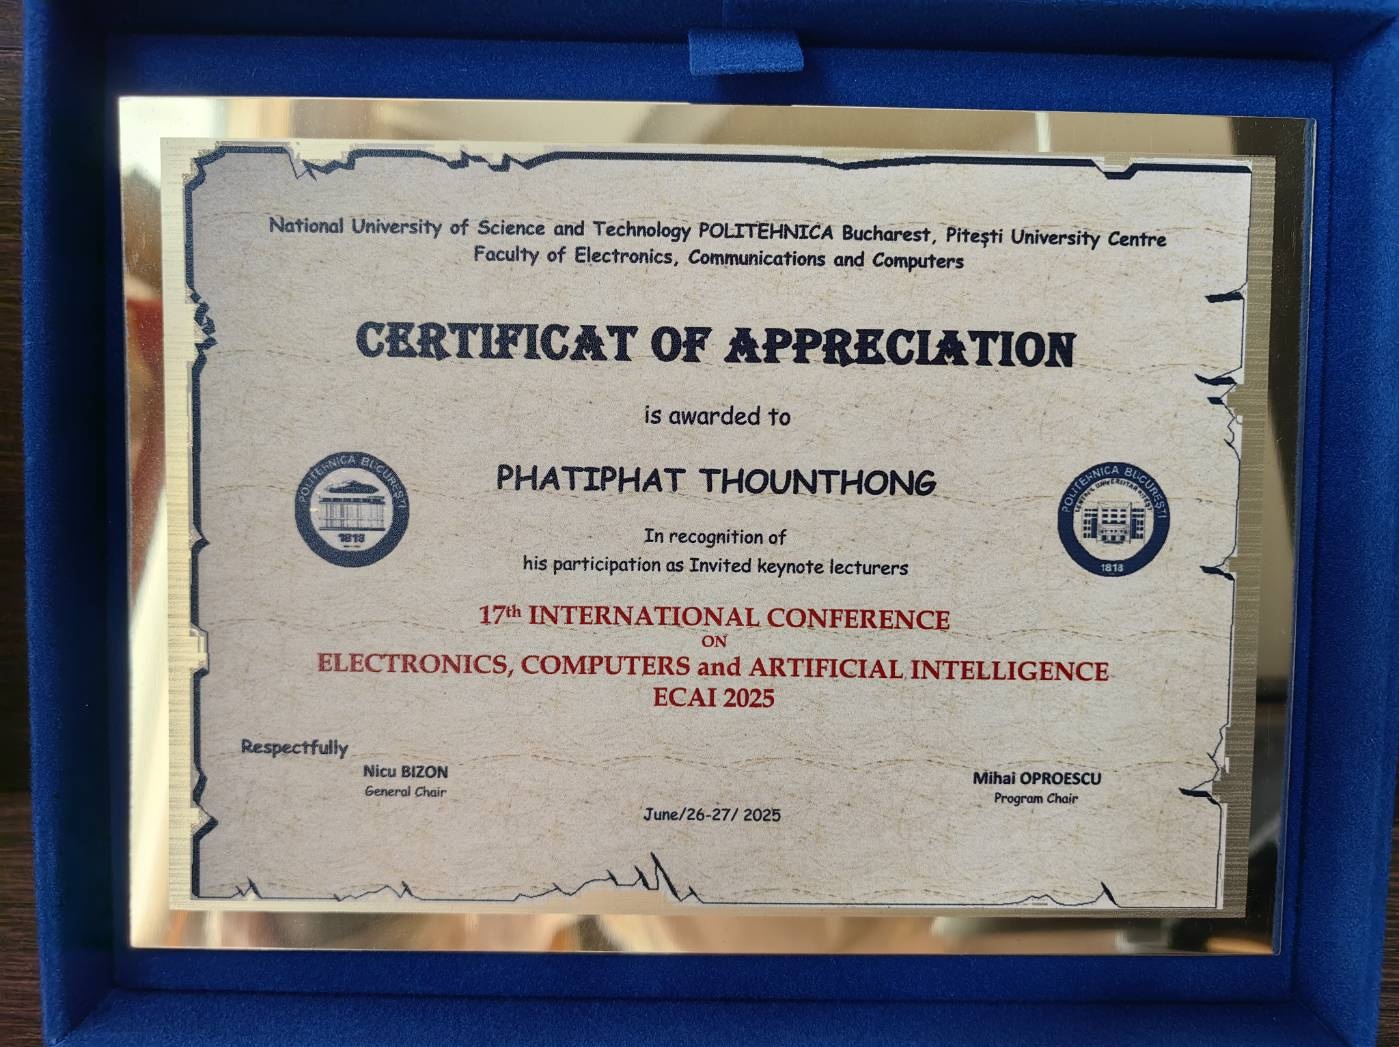 National University of Science and Technology POLITEHNICA Bucharest, Pitești University Centre
Faculty of Electronics, Communications and Computers
CERTIFICAT OF APPRECIATION
is awarded to
PHATIPHAT THOUNTHONG
POLITEHNICA BUCUREȘTI
1818
POLITEHNICA BUCUREȘTI
CENTRUL UNIVERSITAR PITEȘTI
1818
In recognition of
his participation as Invited keynote lecturers
17th INTERNATIONAL CONFERENCE
ON
ELECTRONICS, COMPUTERS and ARTIFICIAL INTELLIGENCE
ECAI 2025
Respectfully
Nicu BIZON
General Chair
Mihai OPROESCU
Program Chair
June/26-27/ 2025